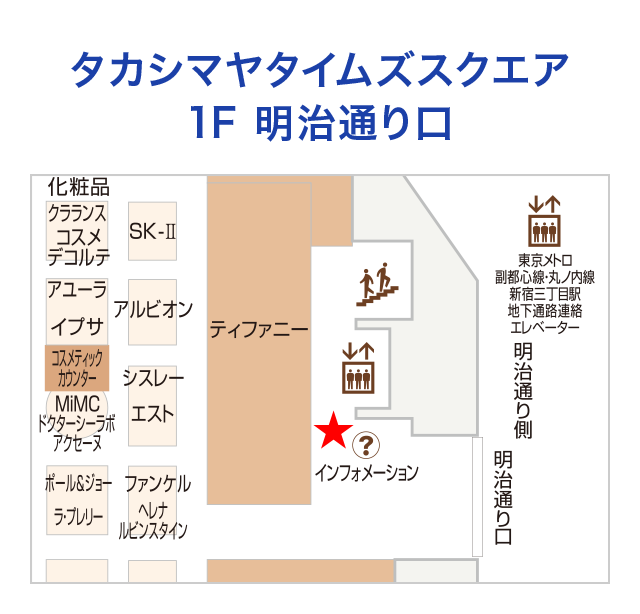 タカシマヤタイムズスクエア
1F 明治通り口
化粧品
クラランス
コスメ
デコルテ
SK-II
アユーラ
イプサ
アルビオン
コスメティック
カウンター
シスレー
エスト
MiMC
ドクターシーラボ
アクセーヌ
ポール&ジョー
ラ・プレリー
ファンケル
ヘレナ
ルビンスタイン
ティファニー
?
インフォメーション
東京メトロ
副都心線・丸ノ内線
新宿三丁目駅
地下通路連絡
エレベーター
明治通り側
明治通り口